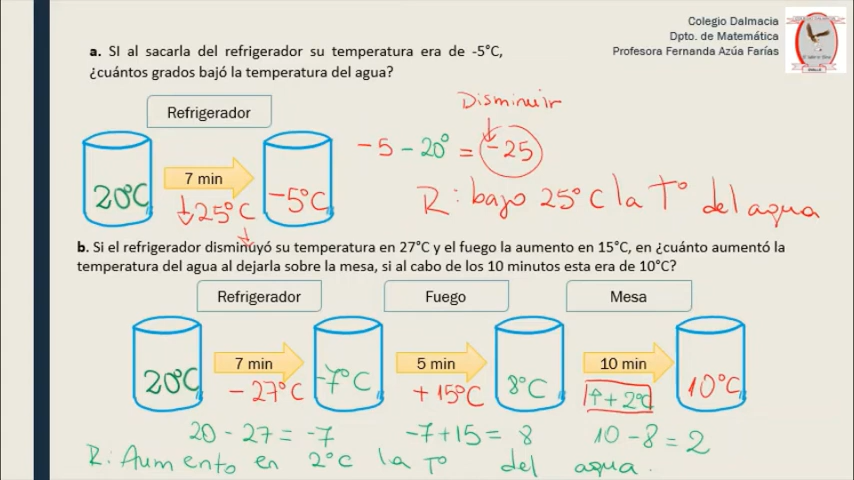 Colegio Dalmacia
Dpto. de Matemática
Profesora Fernanda Azúa Farías
a. SI al sacarla del refrigerador su temperatura era de -5°C,
¿cuántos grados bajó la temperatura del agua?
Disminuir
Refrigerador
-5 - 20° = -25
20°C
7 min
-5°C
↓25°C
R: bajo 25°C la T° del agua
b. Si el refrigerador disminuyó su temperatura en 27°C y el fuego la aumento en 15°C, en ¿cuánto aumentó la
temperatura del agua al dejarla sobre la mesa, si al cabo de los 10 minutos esta era de 10°C?
Refrigerador Fuego Mesa
20°C 7 min -7°C 5 min 8°C 10 min 10°C
-27°C +15°C ↑+2°C
20 - 27 = -7 -7 + 15 = 8 10 - 8 = 2
R: Aumento en 2°C la T° del agua.